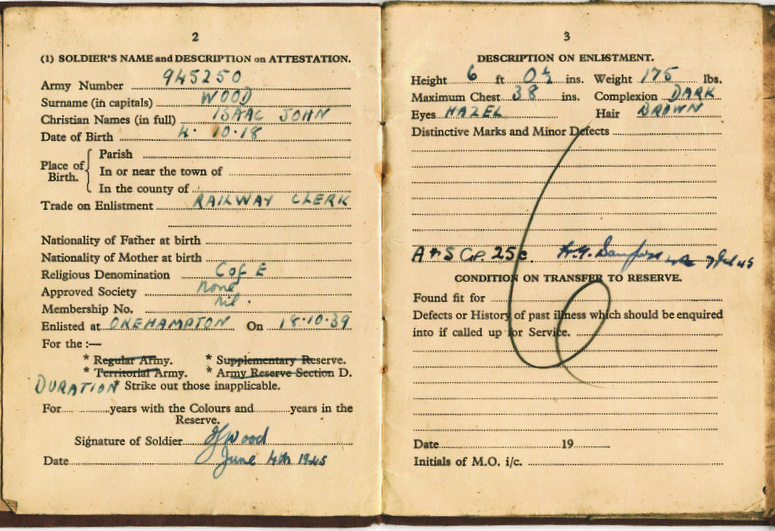 2
(1) SOLDIER'S NAME and DESCRIPTION on ATTESTATION.
Army Number 945250
Surname (in capitals) WOOD
Christian Names (in full) ISAAC JOHN
Date of Birth 4. 10.18
Place of Birth.
Parish
In or near the town of
In the county of
Trade on Enlistment RAILWAY CLERK
Nationality of Father at birth
Nationality of Mother at birth
Religious Denomination C of E
Approved Society none
Membership No. nil.
Enlisted at OKEHAMPTON On 18.10.39
For the :—
* Regular Army. * Supplementary Reserve.
* Territorial Army. * Army Reserve Section D.
DURATION Strike out those inapplicable.
For years with the Colours and years in the
Reserve.
Signature of Soldier Wood
Date June 4th 1945
3
DESCRIPTION ON ENLISTMENT.
Height 6 ft 0½ ins. Weight 175 lbs.
Maximum Chest 38 ins. Complexion DARK
Eyes HAZEL Hair BROWN
Distinctive Marks and Minor Defects
A & S GP. 25c.
CONDITION ON TRANSFER TO RESERVE.
Found fit for
Defects or History of past illness which should be enquired
into if called up for Service.
Date 19
Initials of M.O. i/c.